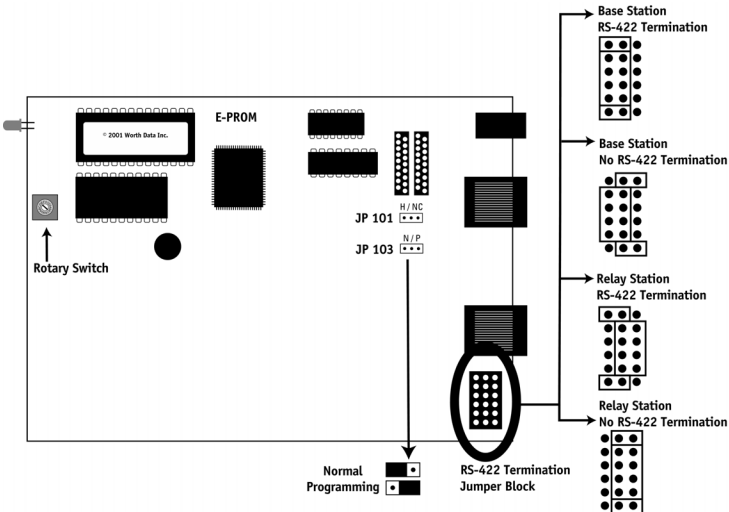 Base Station
RS-422 Termination
E-PROM
© 2001 Worth Data Inc.
Base Station
No RS-422 Termination
H / NC
JP 101
N / P
JP 103
Rotary Switch
Relay Station
RS-422 Termination
Relay Station
No RS-422 Termination
Normal
Programming
RS-422 Termination
Jumper Block